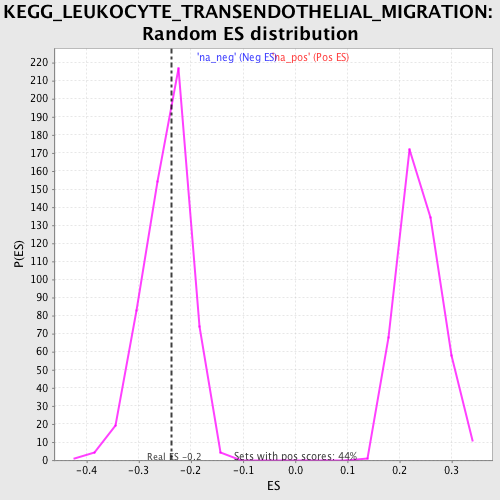 KEGG_LEUKOCYTE_TRANSENDOTHELIAL_MIGRATION:
Random ES distribution
'na_neg' (Neg ES) 'na_pos' (Pos ES)
220
210
200
190
180
170
160
150
140
130
120
110
100
90
80
70
60
50
40
30
20
10
0
P(ES)
Real ES -0.2
Sets with pos scores: 44%
-0.4 -0.3 -0.2 -0.1 0.0 0.1 0.2 0.3
ES